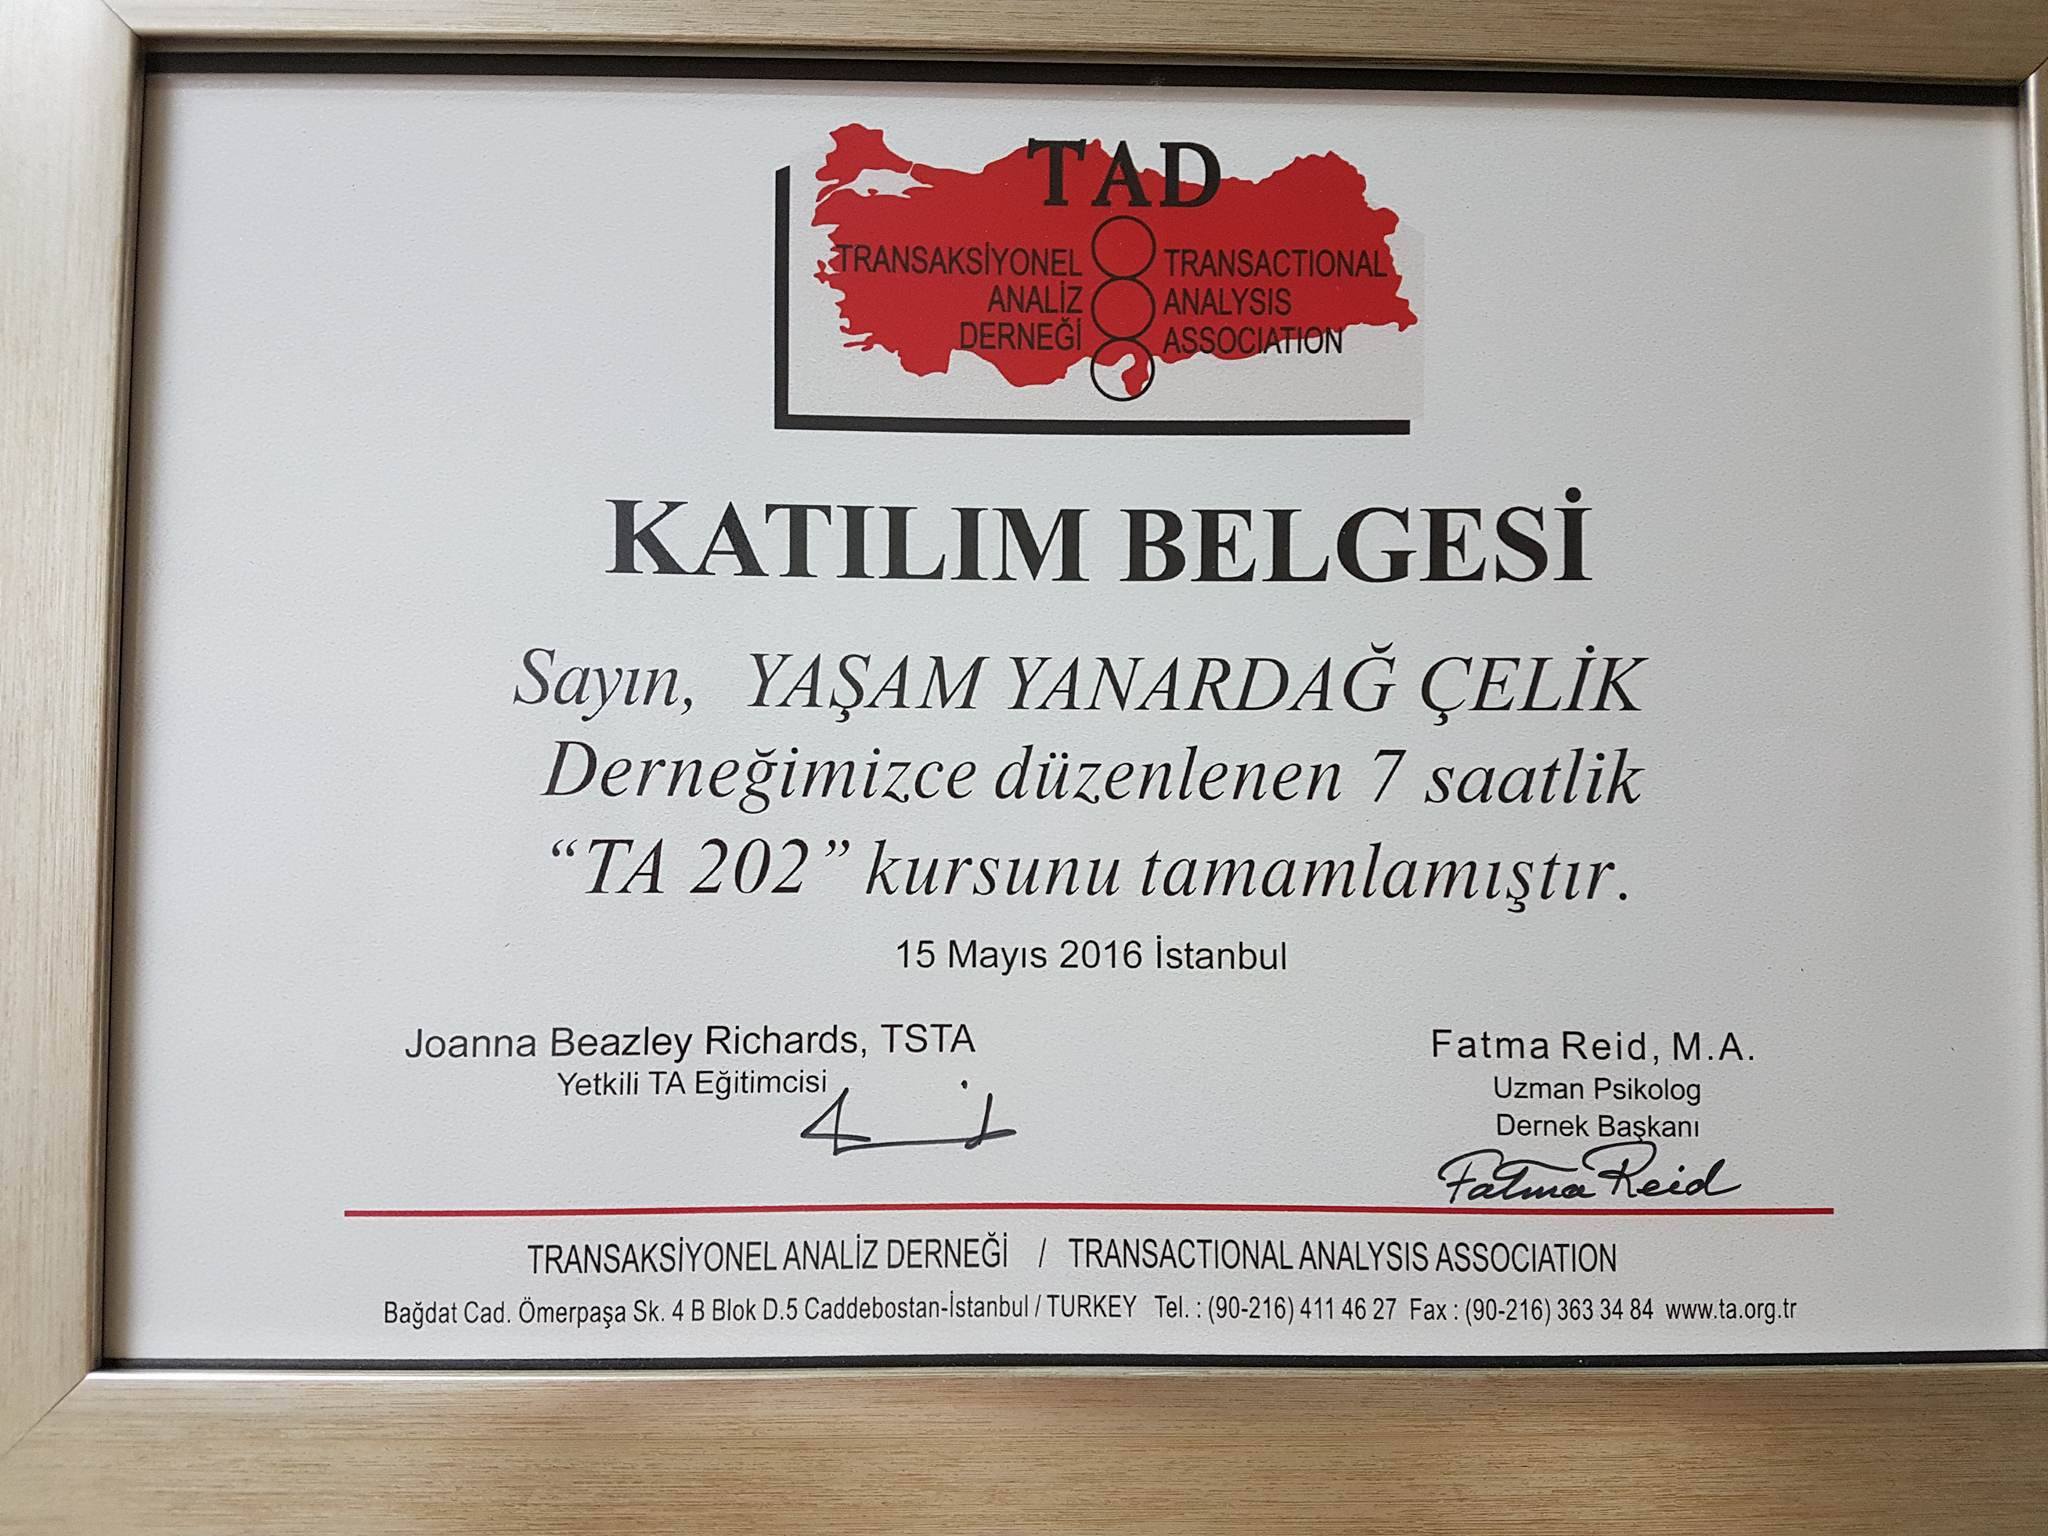 TAD
TRANSAKSİYONEL
ANALİZ
DERNEĞİ
TRANSACTIONAL
ANALYSIS
ASSOCIATION
KATILIM BELGESİ
Sayın, YAŞAM YANARDAĞ ÇELİK
Derneğimizce düzenlenen 7 saatlik
“TA 202” kursunu tamamlamıştır.
15 Mayıs 2016 İstanbul
Joanna Beazley Richards, TSTA
Yetkili TA Eğitimcisi
Fatma Reid, M.A.
Uzman Psikolog
Dernek Başkanı
Fatma Reid
TRANSAKSİYONEL ANALİZ DERNEĞİ / TRANSACTIONAL ANALYSIS ASSOCIATION
Bağdat Cad. Ömerpaşa Sk. 4 B Blok D.5 Caddebostan-İstanbul / TURKEY Tel. : (90-216) 411 46 27 Fax : (90-216) 363 34 84 www.ta.org.tr